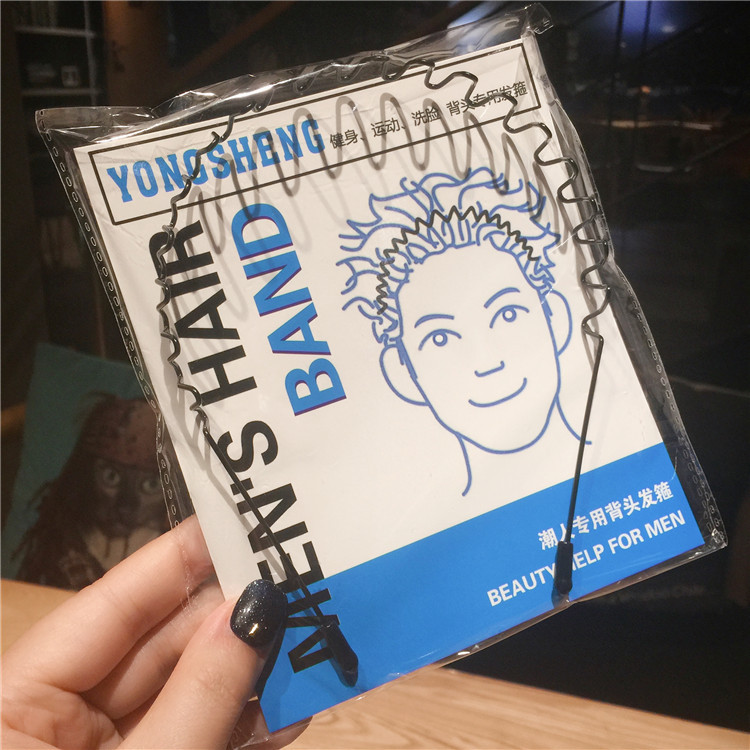 YONGSHENG 健身、运动、洗脸 背头专用发箍
MEN'S HAIR
BAND
潮人专用背头发箍
BEAUTY HELP FOR MEN